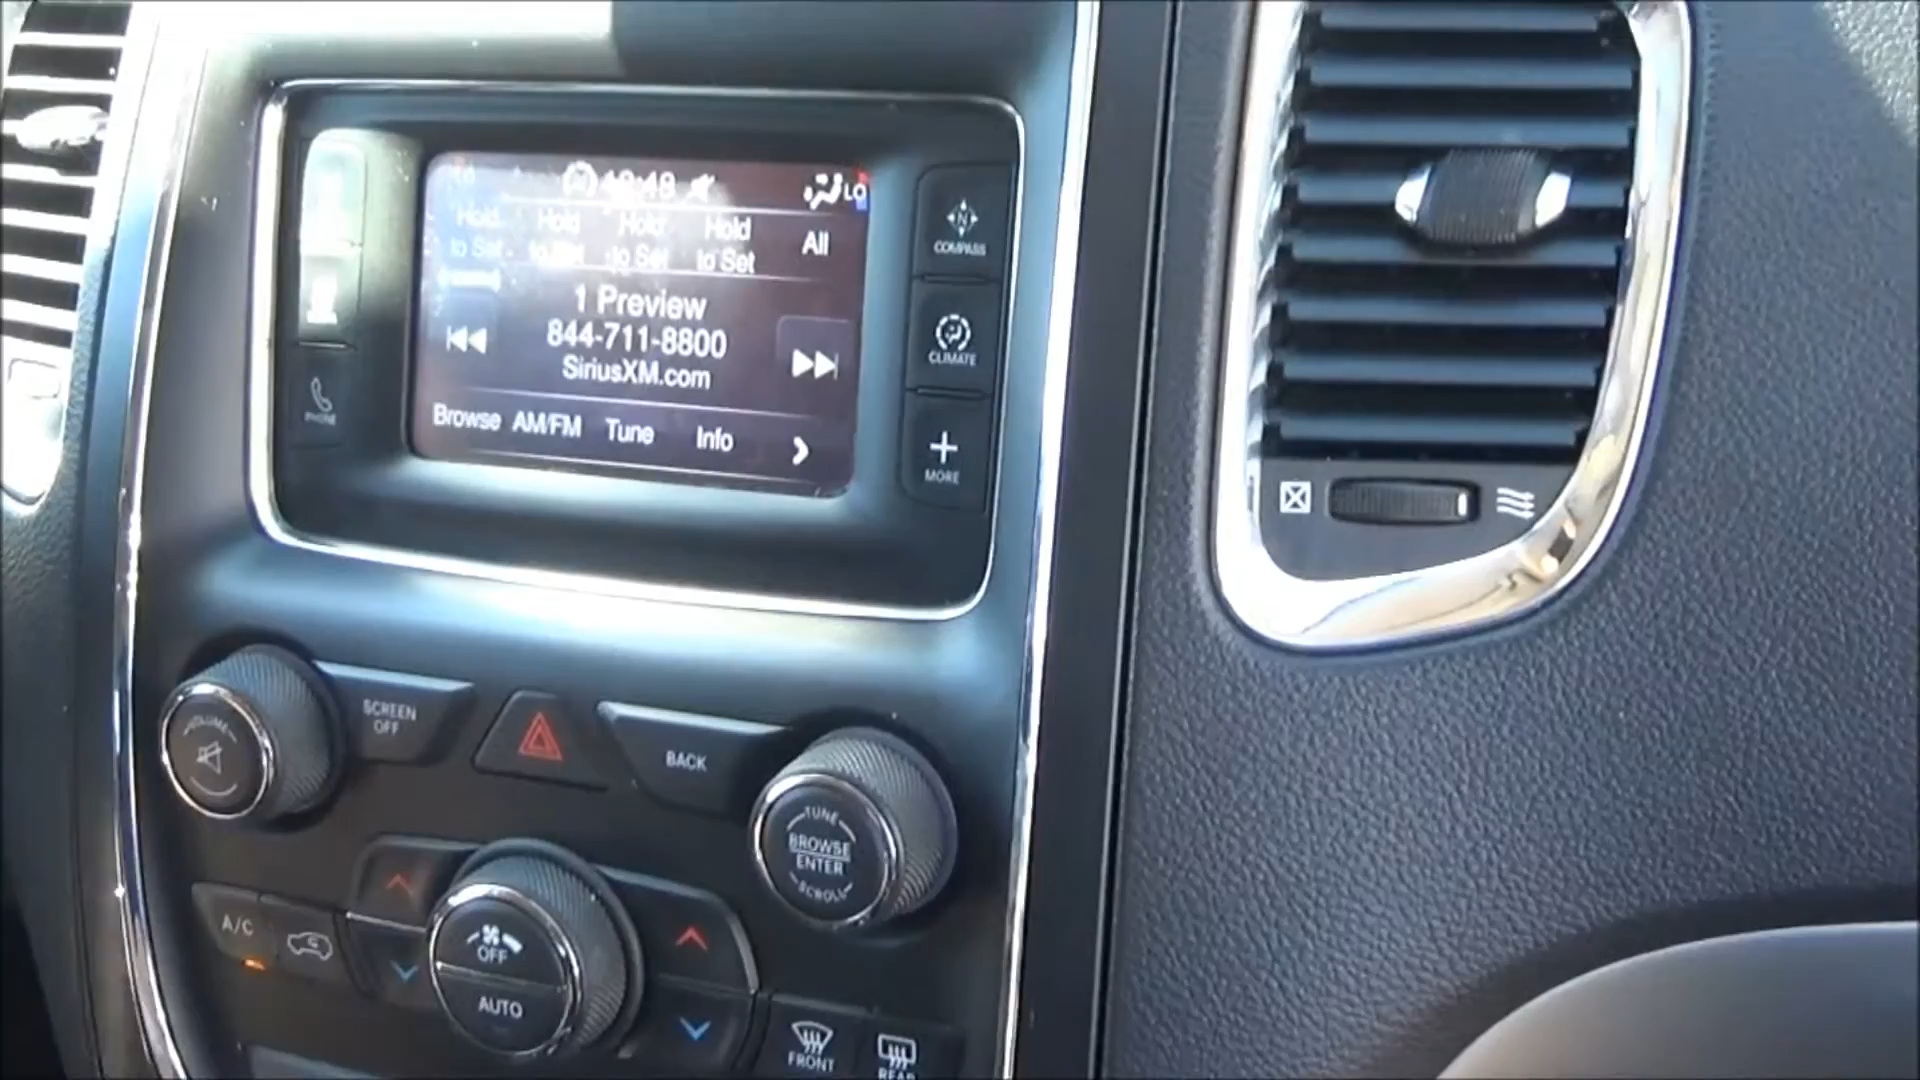 LO
Hold Hold Hold Hold
to Set to Set to Set to Set
All
1 Preview
844-711-8800
SiriusXM.com
Browse AM/FM Tune Info
COMPASS
CLIMATE
MORE
PHONE
VOLUME
SCREEN
OFF
BACK
TUNE
BROWSE
ENTER
SCROLL
A/C
OFF
AUTO
FRONT
REAR